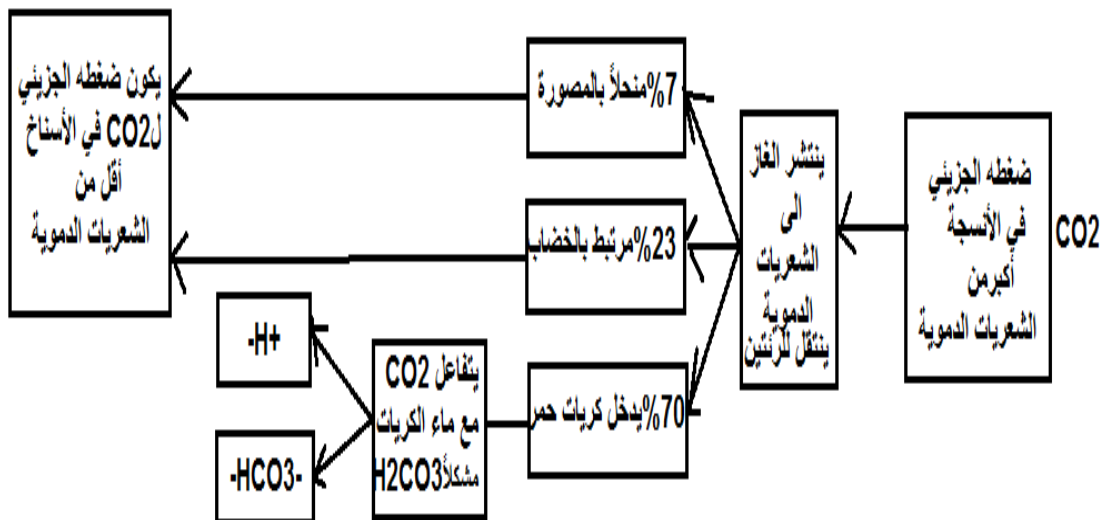 CO2
ضغطه الجزيئي
في الأنسجة
أكبرمن
الشعريات الدموية
ينتشر الغاز
الى
الشعريات
الدموية
ينتقل للرئتين
7%منحلاً بالمصورة
23%مرتبط بالخضاب
70%يدخل كريات حمر
يتفاعل CO2
مع ماء الكريات
مشكلاًH2CO3
-H+
-HCO3-
يكون ضغطه الجزيئي
لCO2 في الأسناخ
أقل من
الشعريات الدموية